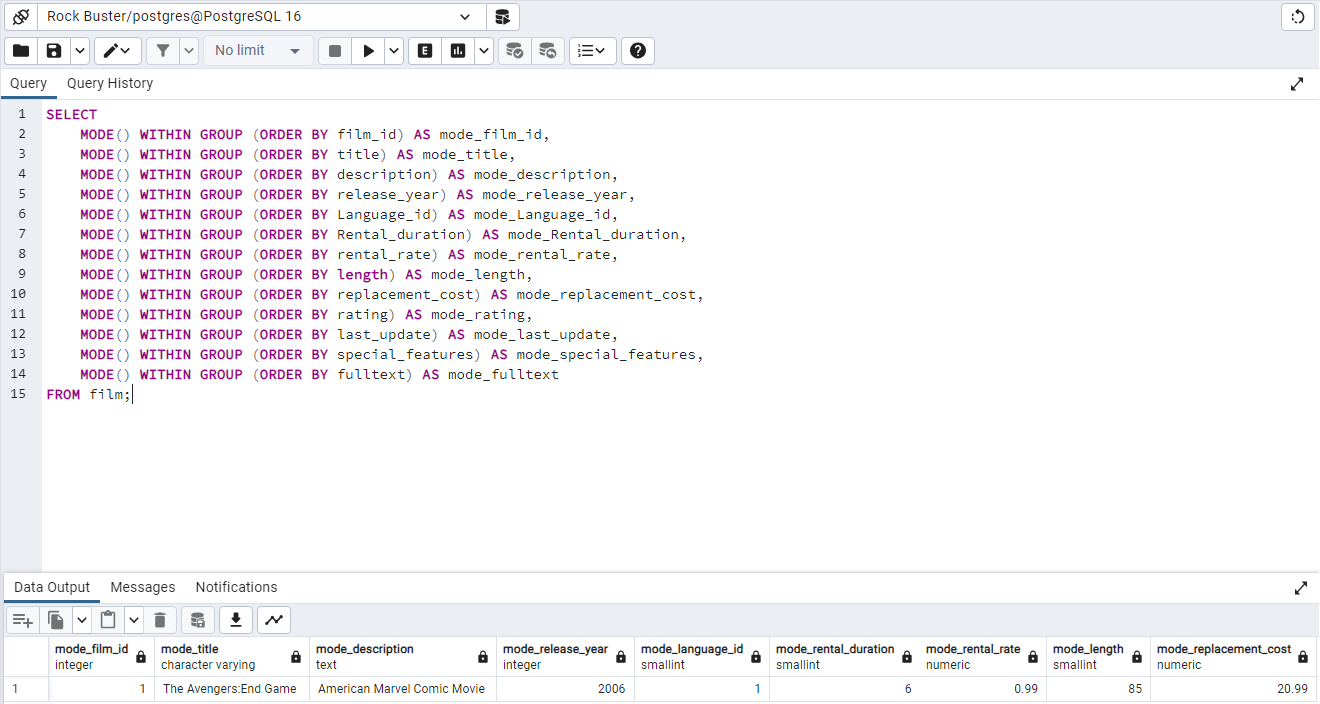 Rock Buster/postgres@PostgreSQL 16
No limit
E
Query Query History
1 SELECT
2 MODE() WITHIN GROUP (ORDER BY film_id) AS mode_film_id,
3 MODE() WITHIN GROUP (ORDER BY title) AS mode_title,
4 MODE() WITHIN GROUP (ORDER BY description) AS mode_description,
5 MODE() WITHIN GROUP (ORDER BY release_year) AS mode_release_year,
6 MODE() WITHIN GROUP (ORDER BY Language_id) AS mode_Language_id,
7 MODE() WITHIN GROUP (ORDER BY Rental_duration) AS mode_Rental_duration,
8 MODE() WITHIN GROUP (ORDER BY rental_rate) AS mode_rental_rate,
9 MODE() WITHIN GROUP (ORDER BY length) AS mode_length,
10 MODE() WITHIN GROUP (ORDER BY replacement_cost) AS mode_replacement_cost,
11 MODE() WITHIN GROUP (ORDER BY rating) AS mode_rating,
12 MODE() WITHIN GROUP (ORDER BY last_update) AS mode_last_update,
13 MODE() WITHIN GROUP (ORDER BY special_features) AS mode_special_features,
14 MODE() WITHIN GROUP (ORDER BY fulltext) AS mode_fulltext
15 FROM film;
Data Output Messages Notifications
mode_film_id mode_title mode_description mode_release_year mode_language_id mode_rental_duration mode_rental_rate mode_length mode_replacement_cost
integer character varying text integer smallint smallint numeric smallint numeric
1 1 The Avengers:End Game American Marvel Comic Movie 2006 1 6 0.99 85 20.99